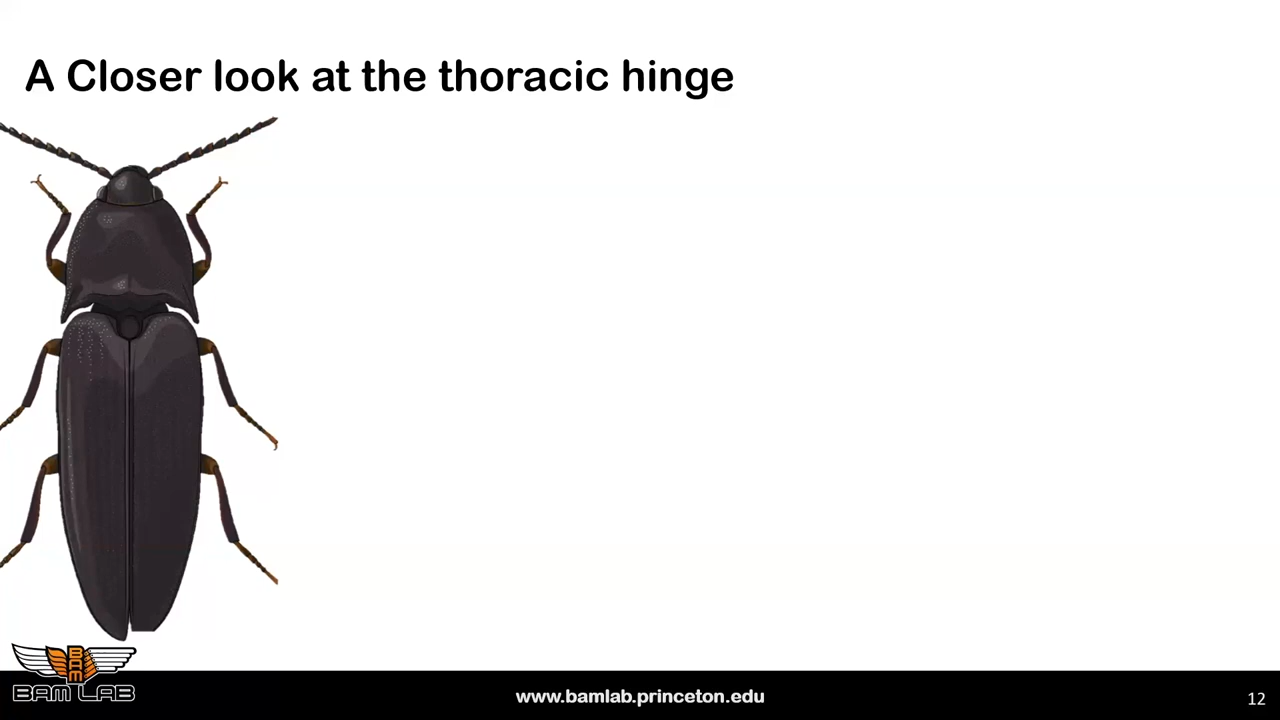 A Closer look at the thoracic hinge
BAM
BAM LAB
www.bamlab.princeton.edu
12